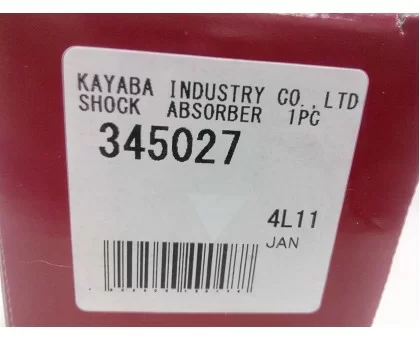 KAYABA INDUSTRY CO.,LTD
SHOCK ABSORBER 1PC
345027
4L11
JAN